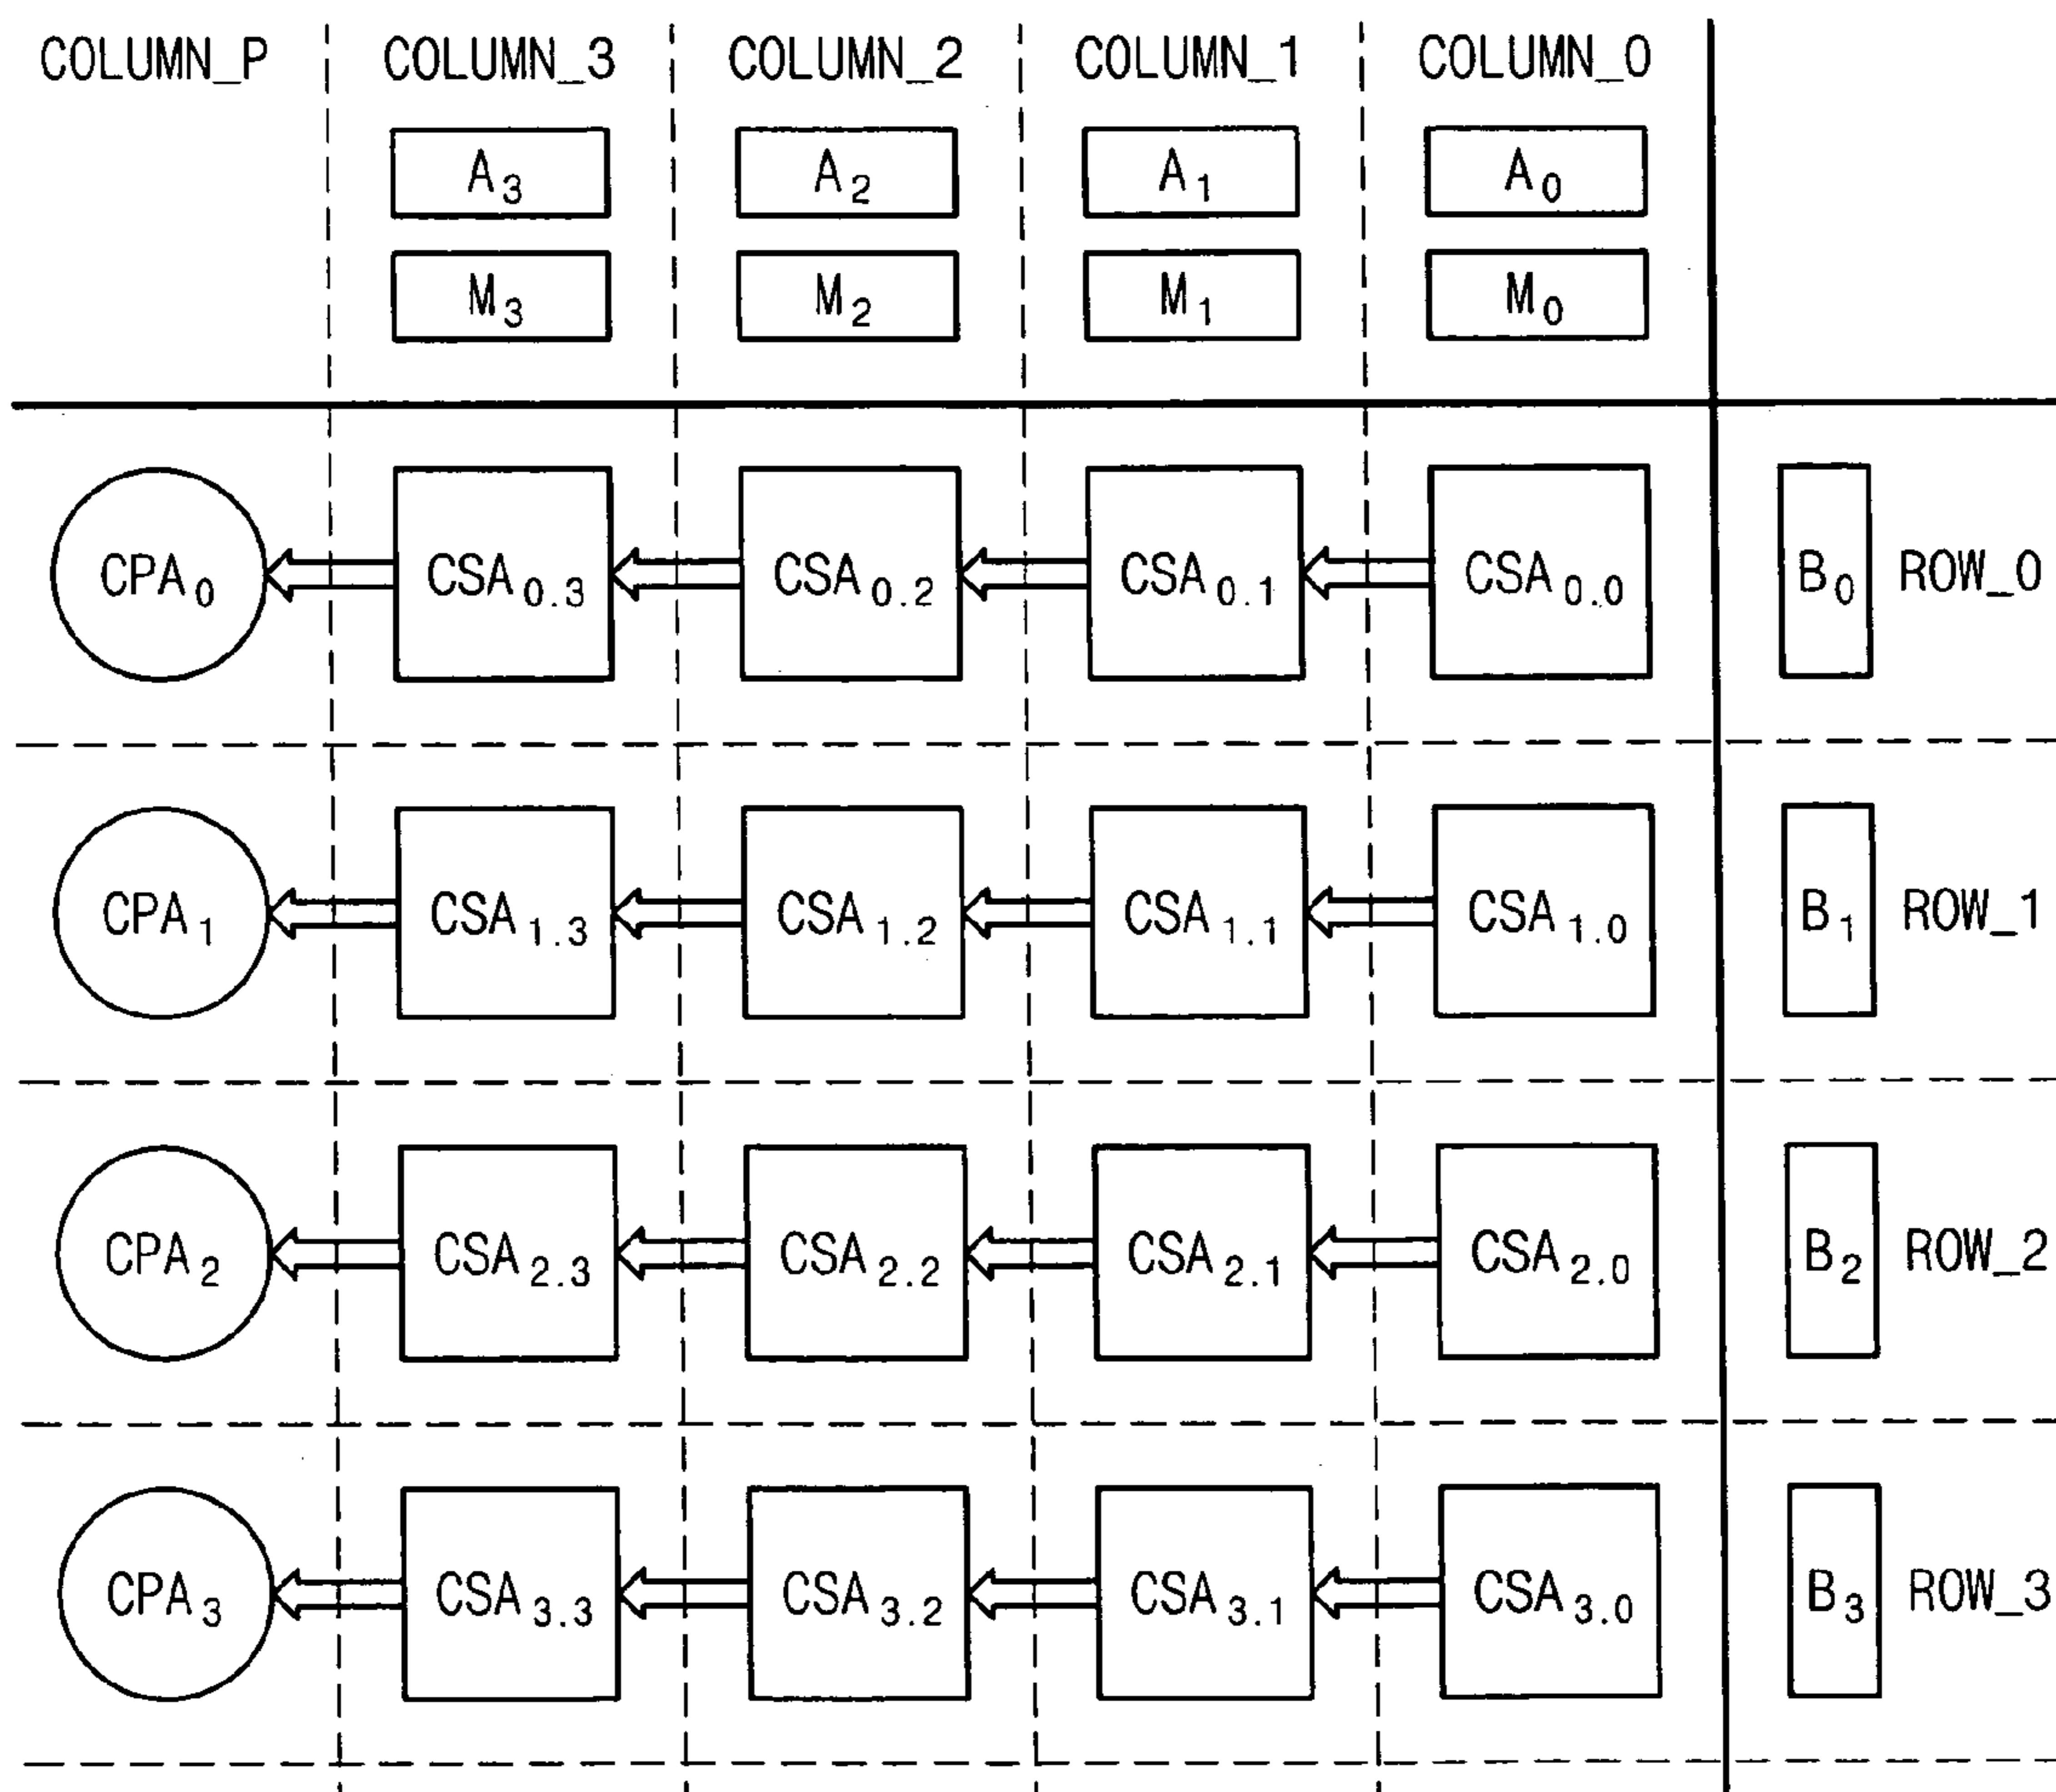 COLUMN_P COLUMN_3 COLUMN_2 COLUMN_1 COLUMN_0
A3 A2 A1 A0
M3 M2 M1 M0
CPA0 CSA0.3 CSA0.2 CSA0.1 CSA0.0 B0 ROW_0
CPA1 CSA1.3 CSA1.2 CSA1.1 CSA1.0 B1 ROW_1
CPA2 CSA2.3 CSA2.2 CSA2.1 CSA2.0 B2 ROW_2
CPA3 CSA3.3 CSA3.2 CSA3.1 CSA3.0 B3 ROW_3